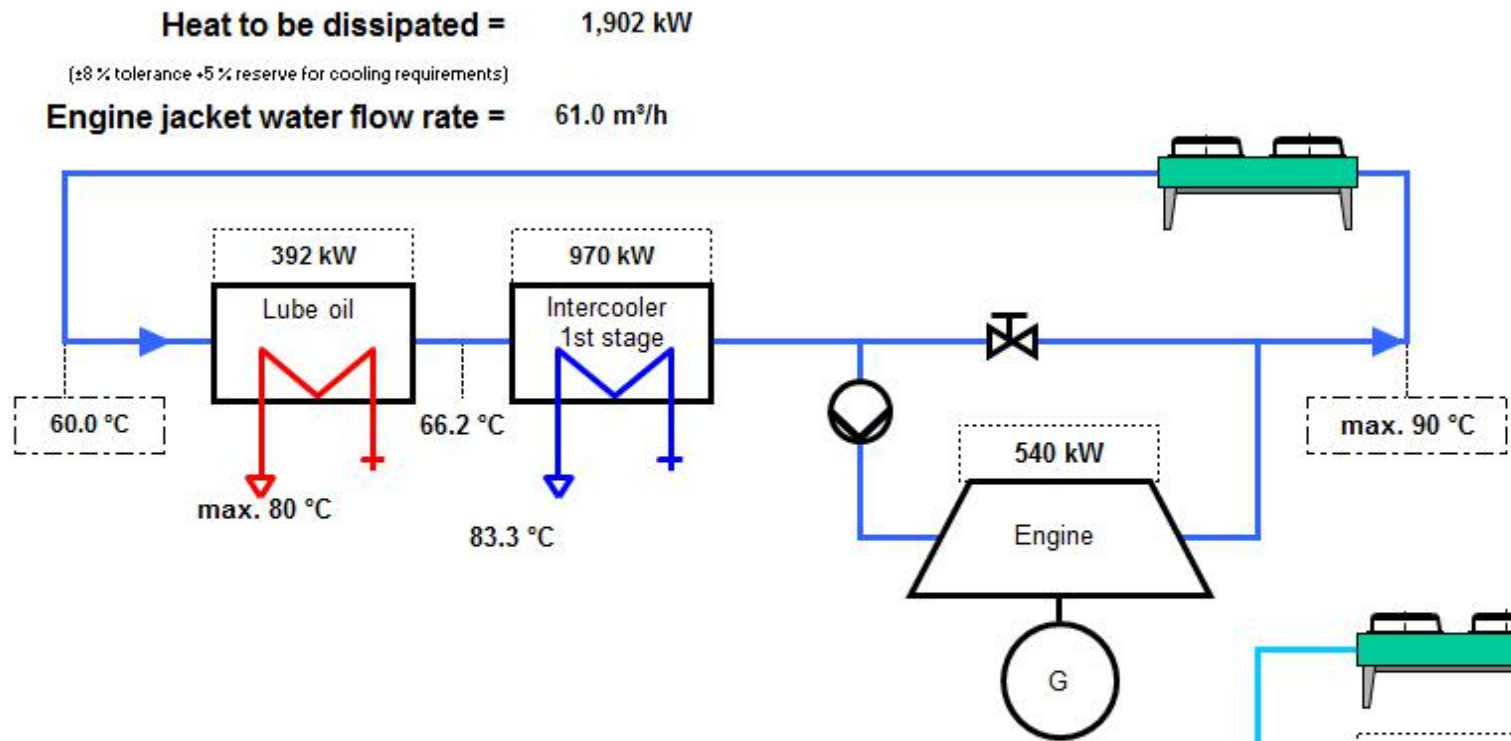 Heat to be dissipated = 1,902 kW
(±8 % tolerance +5 % reserve for cooling requirements)
Engine jacket water flow rate = 61.0 m³/h
392 kW
970 kW
Lube oil
Intercooler
1st stage
60.0 °C
66.2 °C
max. 90 °C
max. 80 °C
83.3 °C
540 kW
Engine
G